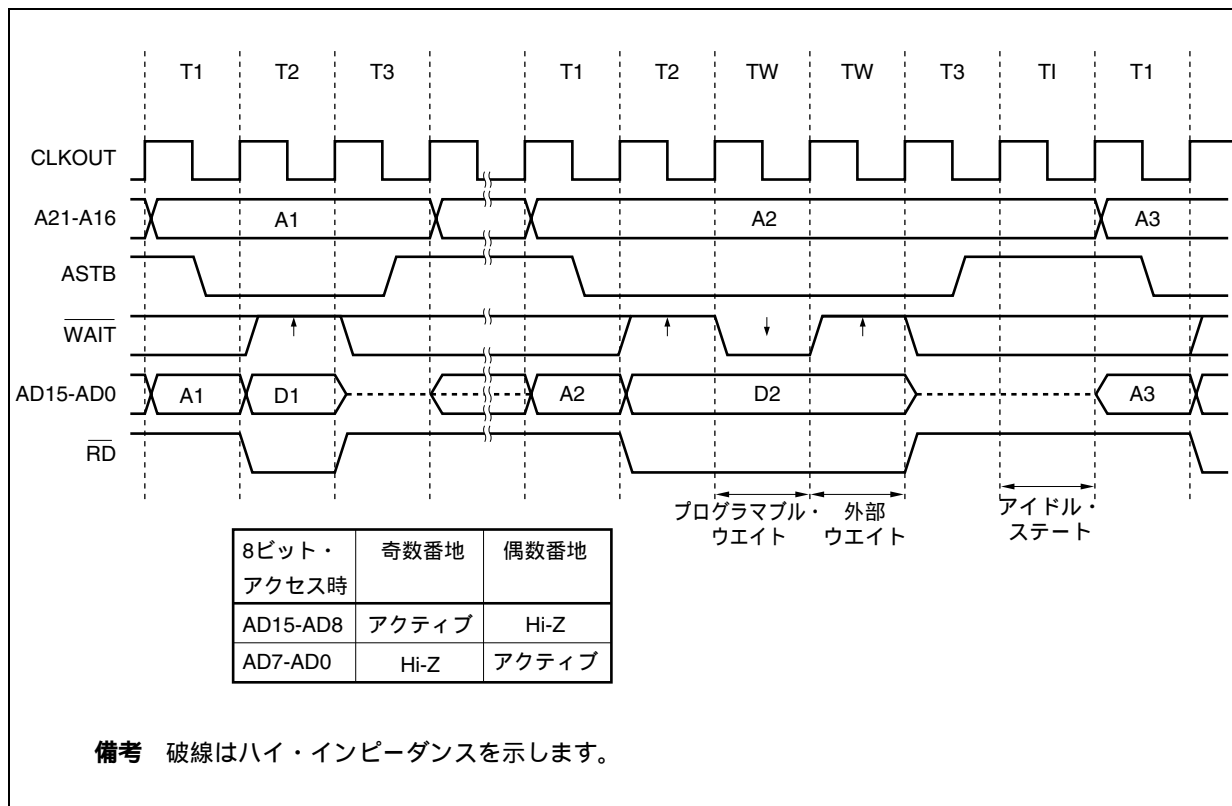 T1 T2 T3 T1 T2 TW TW T3 TI T1
CLKOUT
A21-A16 A1 A2 A3
ASTB
WAIT
AD15-AD0 A1 D1 A2 D2 A3
RD
プログラマブル・ 外部 アイドル・
ウエイト ウエイト ステート
8ビット・ 奇数番地 偶数番地
アクセス時
AD15-AD8 アクティブ Hi-Z
AD7-AD0 Hi-Z アクティブ
備考 破線はハイ・インピーダンスを示します。